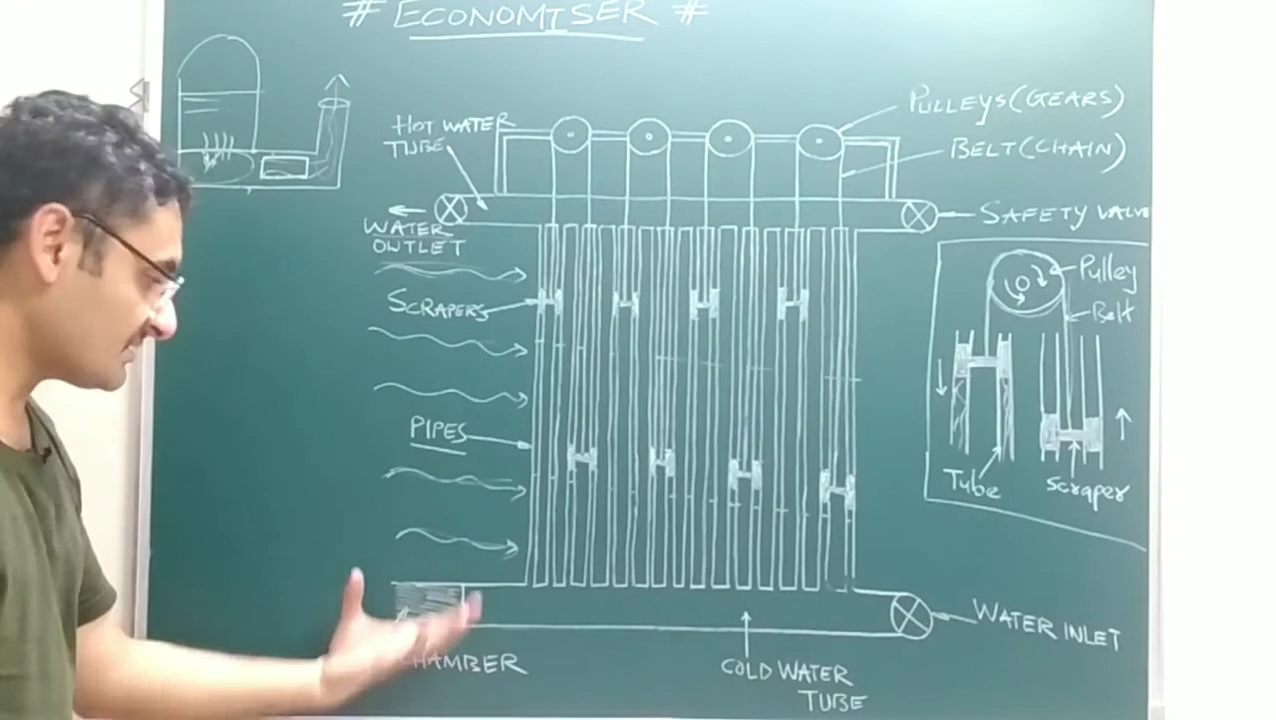 # ECONOMISER #
PULLEYS (GEARS)
HOT WATER
TUBE
BELT (CHAIN)
SAFETY VALVE
WATER
OUTLET
Pulley
SCRAPERS
Belt
PIPES
Tube
Scraper
WATER INLET
CHAMBER
COLD WATER
TUBE